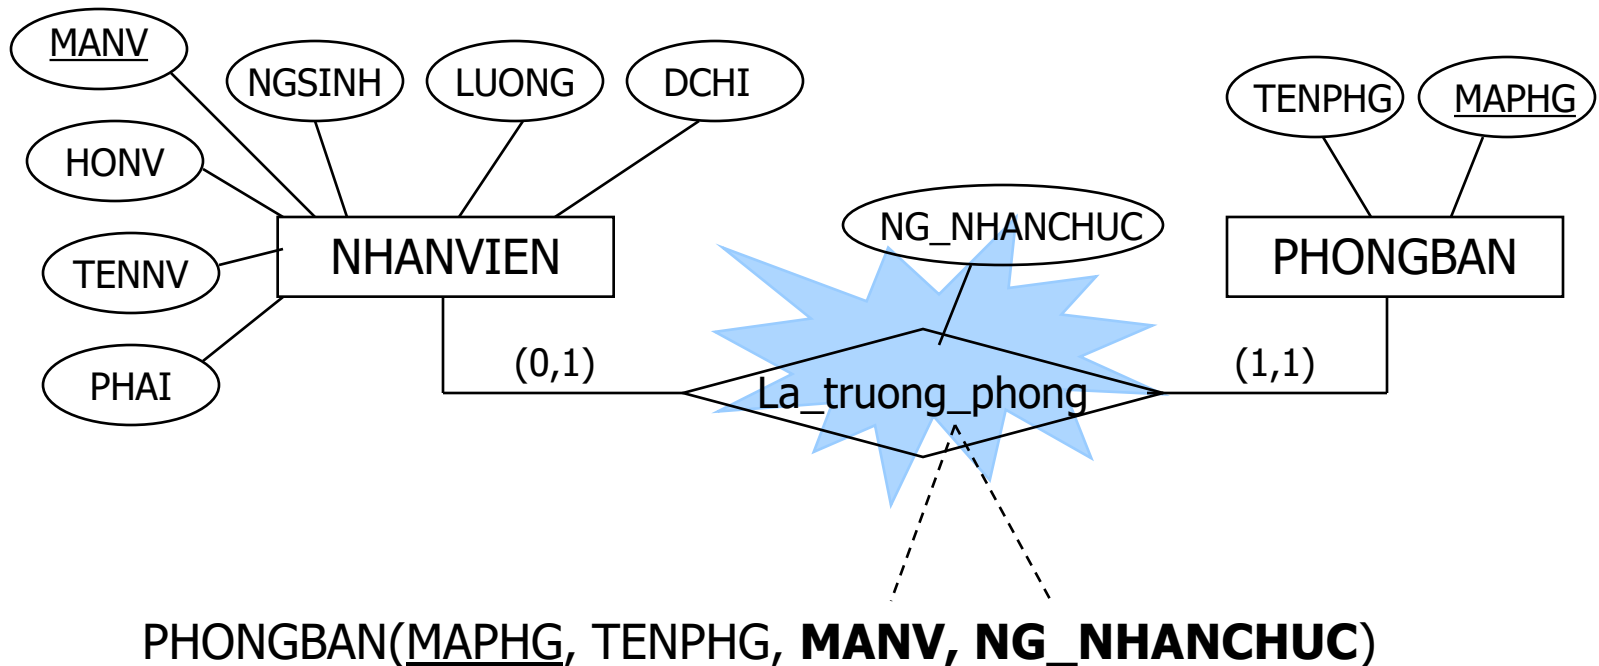 MANV
NGSINH
LUONG
DCHI
TENPHG
MAPHG
HONV
NG_NHANCHUC
TENNV
NHANVIEN
PHONGBAN
PHAI
(0,1)
La_truong_phong
(1,1)
PHONGBAN(MAPHG, TENPHG, MANV, NG_NHANCHUC)